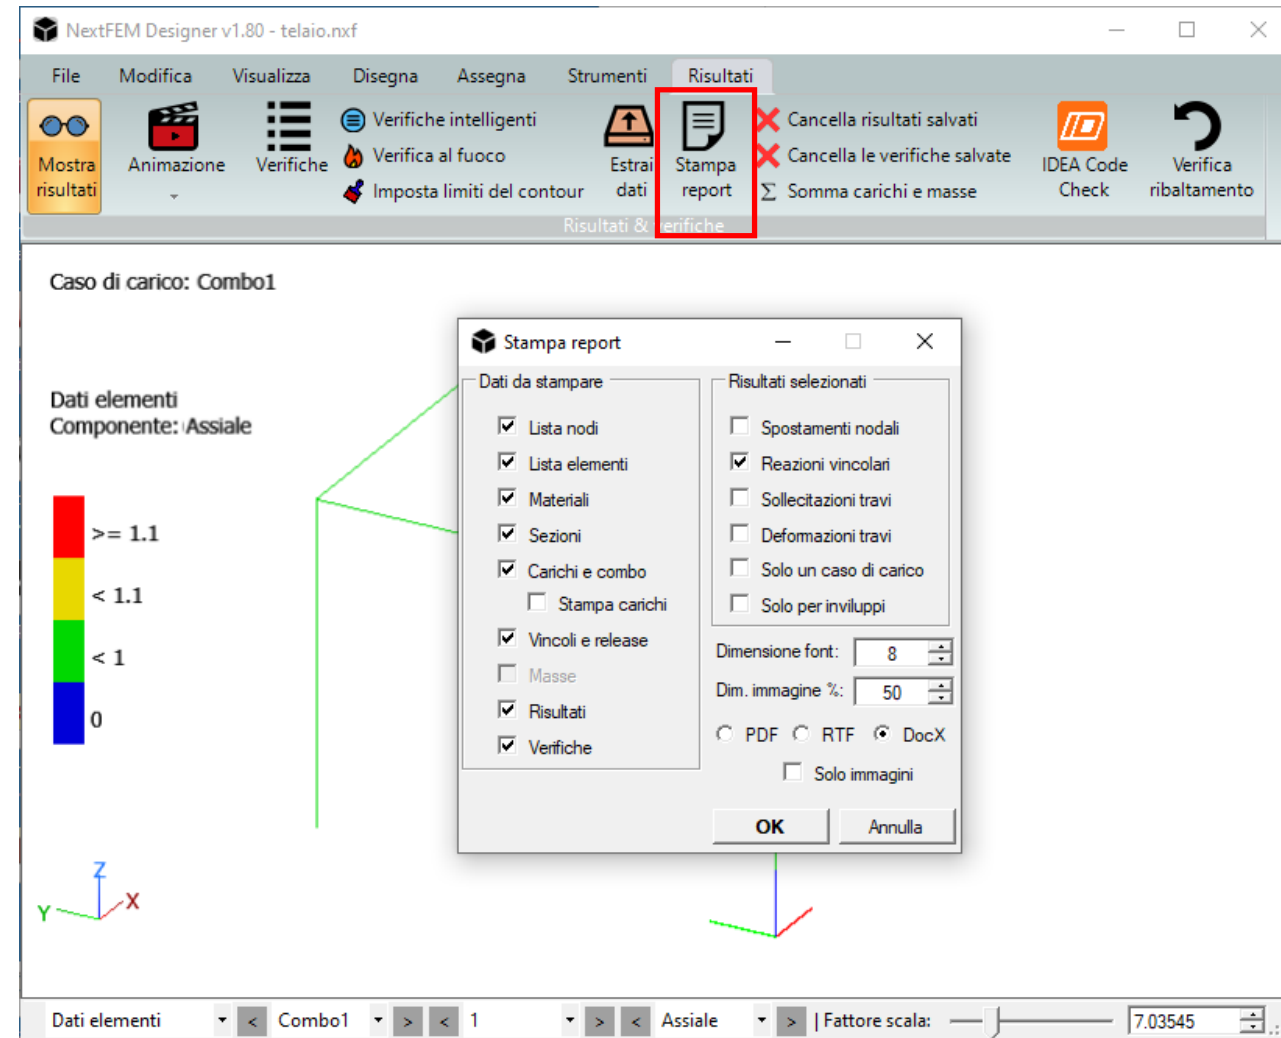 NextFEM Designer v1.80 - telaio.nxf
File Modifica Visualizza Disegna Assegna Strumenti Risultati
Mostra risultati
Animazione
Verifiche
Verifiche intelligenti
Verifica al fuoco
Imposta limiti del contour
Estrai dati
Stampa report
Cancella risultati salvati
Cancella le verifiche salvate
Σ Somma carichi e masse
IDEA Code Check
Verifica ribaltamento
Risultati & verifiche
Caso di carico: Combo1
Dati elementi
Componente: Assiale
>= 1.1
< 1.1
< 1
0
Z
Y
X
Stampa report
Dati da stampare
Lista nodi
Lista elementi
Materiali
Sezioni
Carichi e combo
Stampa carichi
Vincoli e release
Masse
Risultati
Verifiche
Risultati selezionati
Spostamenti nodali
Reazioni vincolari
Sollecitazioni travi
Deformazioni travi
Solo un caso di carico
Solo per inviluppi
Dimensione font: 8
Dim. immagine %: 50
PDF RTF DocX
Solo immagini
OK Annulla
Dati elementi < Combo1 > < 1 > < Assiale > | Fattore scala: 7.03545